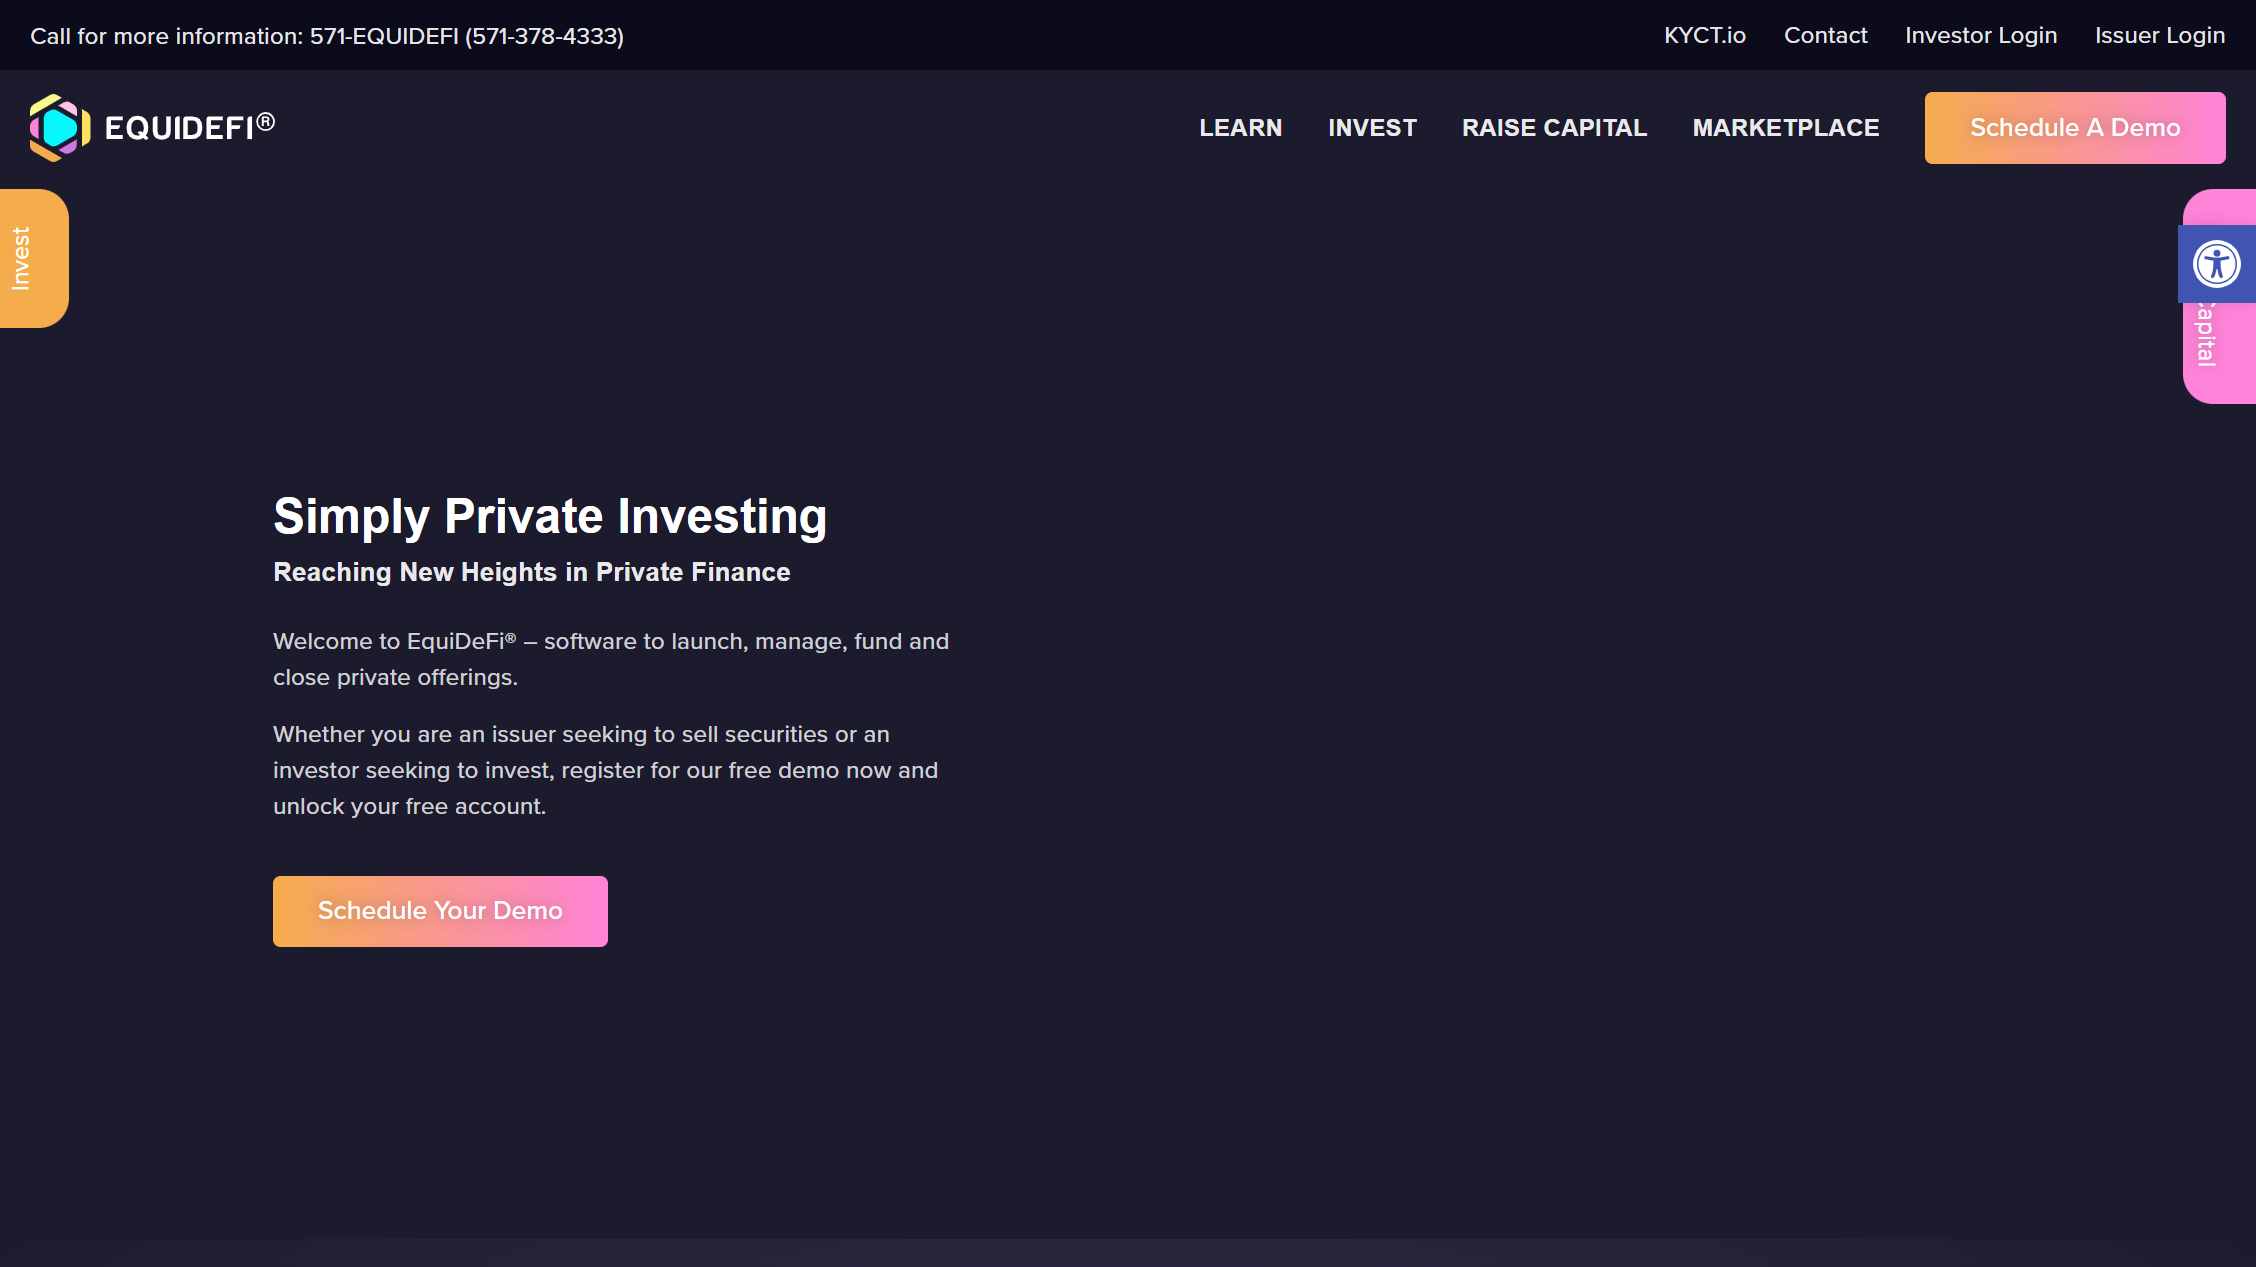 Call for more information: 571-EQUIDEFI (571-378-4333)
KYCT.io
Contact
Investor Login
Issuer Login
EQUIDEFI®
LEARN
INVEST
RAISE CAPITAL
MARKETPLACE
Schedule A Demo
Invest
Capital
Simply Private Investing
Reaching New Heights in Private Finance
Welcome to EquiDeFi® – software to launch, manage, fund and
close private offerings.
Whether you are an issuer seeking to sell securities or an
investor seeking to invest, register for our free demo now and
unlock your free account.
Schedule Your Demo